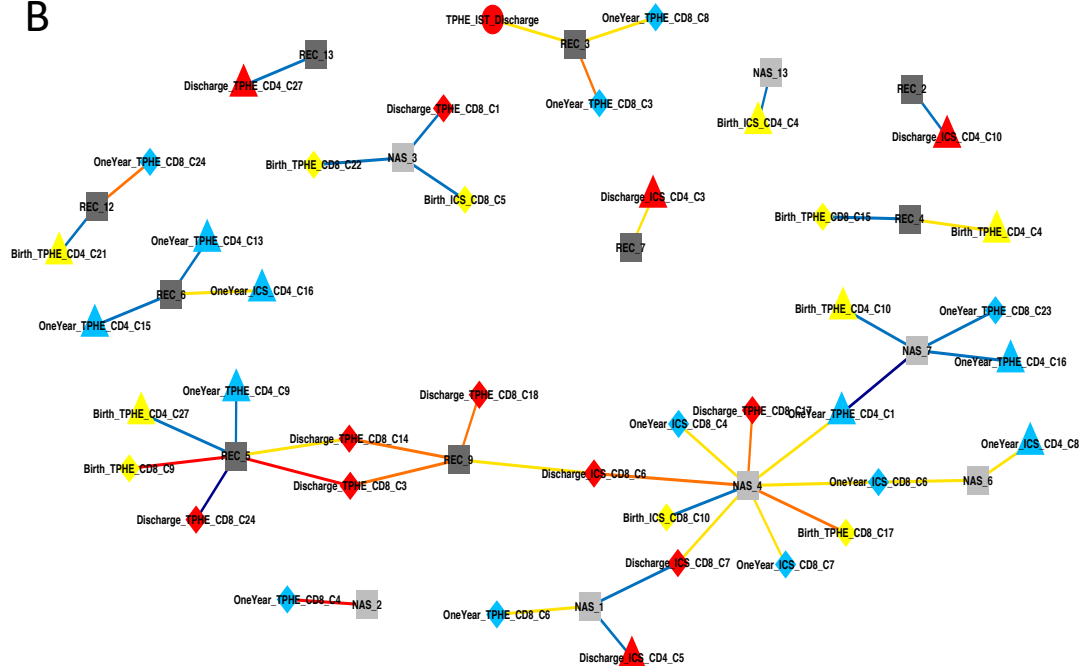 B
TPHE_IST_Discharge
OneYear_TPHE_CD8_C8
REC_3
REC_13
NAS_13
Discharge_TPHE_CD4_C27
REC_2
OneYear_TPHE_CD8_C3
Discharge_TPHE_CD8_C1
Birth_ICS_CD4_C4
Discharge_ICS_CD4_C10
OneYear_TPHE_CD8_C24
NAS_3
Birth_TPHE_CD8_C22
Birth_ICS_CD8_C5
Discharge_ICS_CD4_C3
REC_12
Birth_TPHE_CD8_C15
REC_4
Birth_TPHE_CD4_C4
OneYear_TPHE_CD4_C13
REC_7
Birth_TPHE_CD4_C21
REC_6
OneYear_ICS_CD4_C16
OneYear_TPHE_CD4_C15
Birth_TPHE_CD4_C10
OneYear_TPHE_CD8_C23
NAS_7
OneYear_TPHE_CD4_C16
OneYear_TPHE_CD4_C9
Discharge_TPHE_CD8_C18
Birth_TPHE_CD4_C27
Discharge_TPHE_CD8_C17
OneYear_TPHE_CD4_C1
OneYear_ICS_CD8_C4
Discharge_TPHE_CD8_C14
OneYear_ICS_CD4_C8
REC_5
REC_9
Birth_TPHE_CD8_C9
Discharge_ICS_CD8_C6
Discharge_TPHE_CD8_C3
NAS_4
OneYear_ICS_CD8_C6
NAS_6
Discharge_TPHE_CD8_C24
Birth_ICS_CD8_C10
Birth_TPHE_CD8_C17
Discharge_ICS_CD8_C7
OneYear_ICS_CD8_C7
OneYear_TPHE_CD8_C4
NAS_2
OneYear_TPHE_CD8_C6
NAS_1
Discharge_ICS_CD4_C5